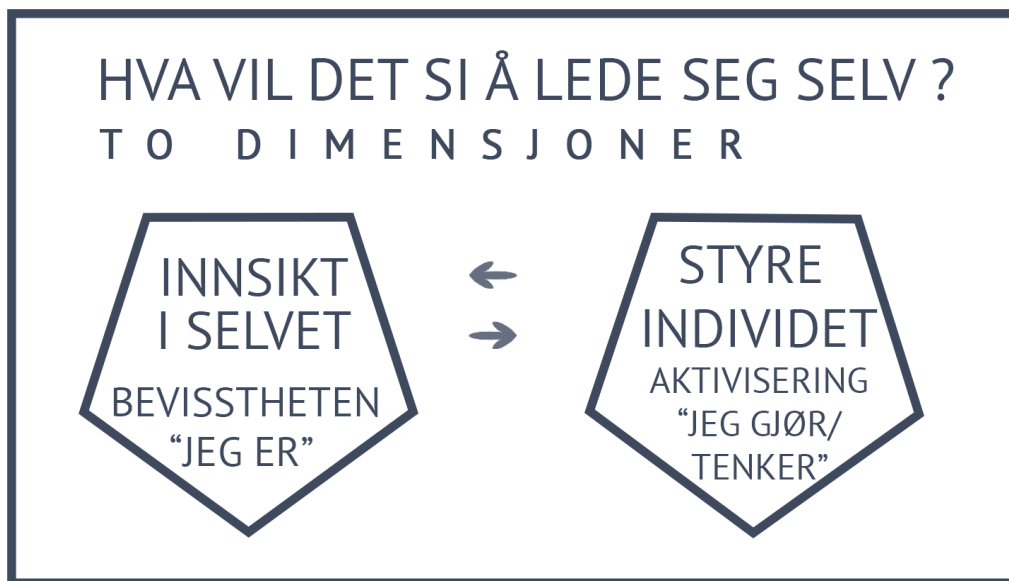 HVA VIL DET SI Å LEDE SEG SELV ?
TO DIMENSJONER
INNSIKT
I SELVET
BEVISSTHETEN
“JEG ER”
STYRE
INDIVIDET
AKTIVISERING
“JEG GJØR/
TENKER”